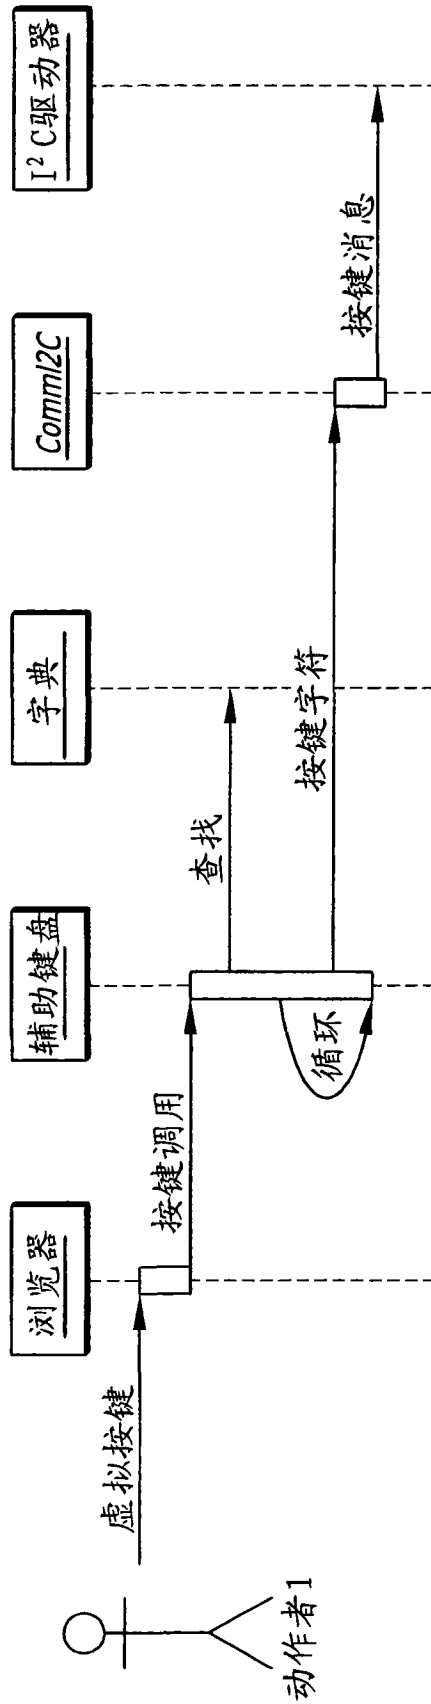 浏览器
辅助键盘
字典
CommI2C
I² C驱动器
虚拟按键
按键调用
查找
循环
按键字符
按键消息
动作者1